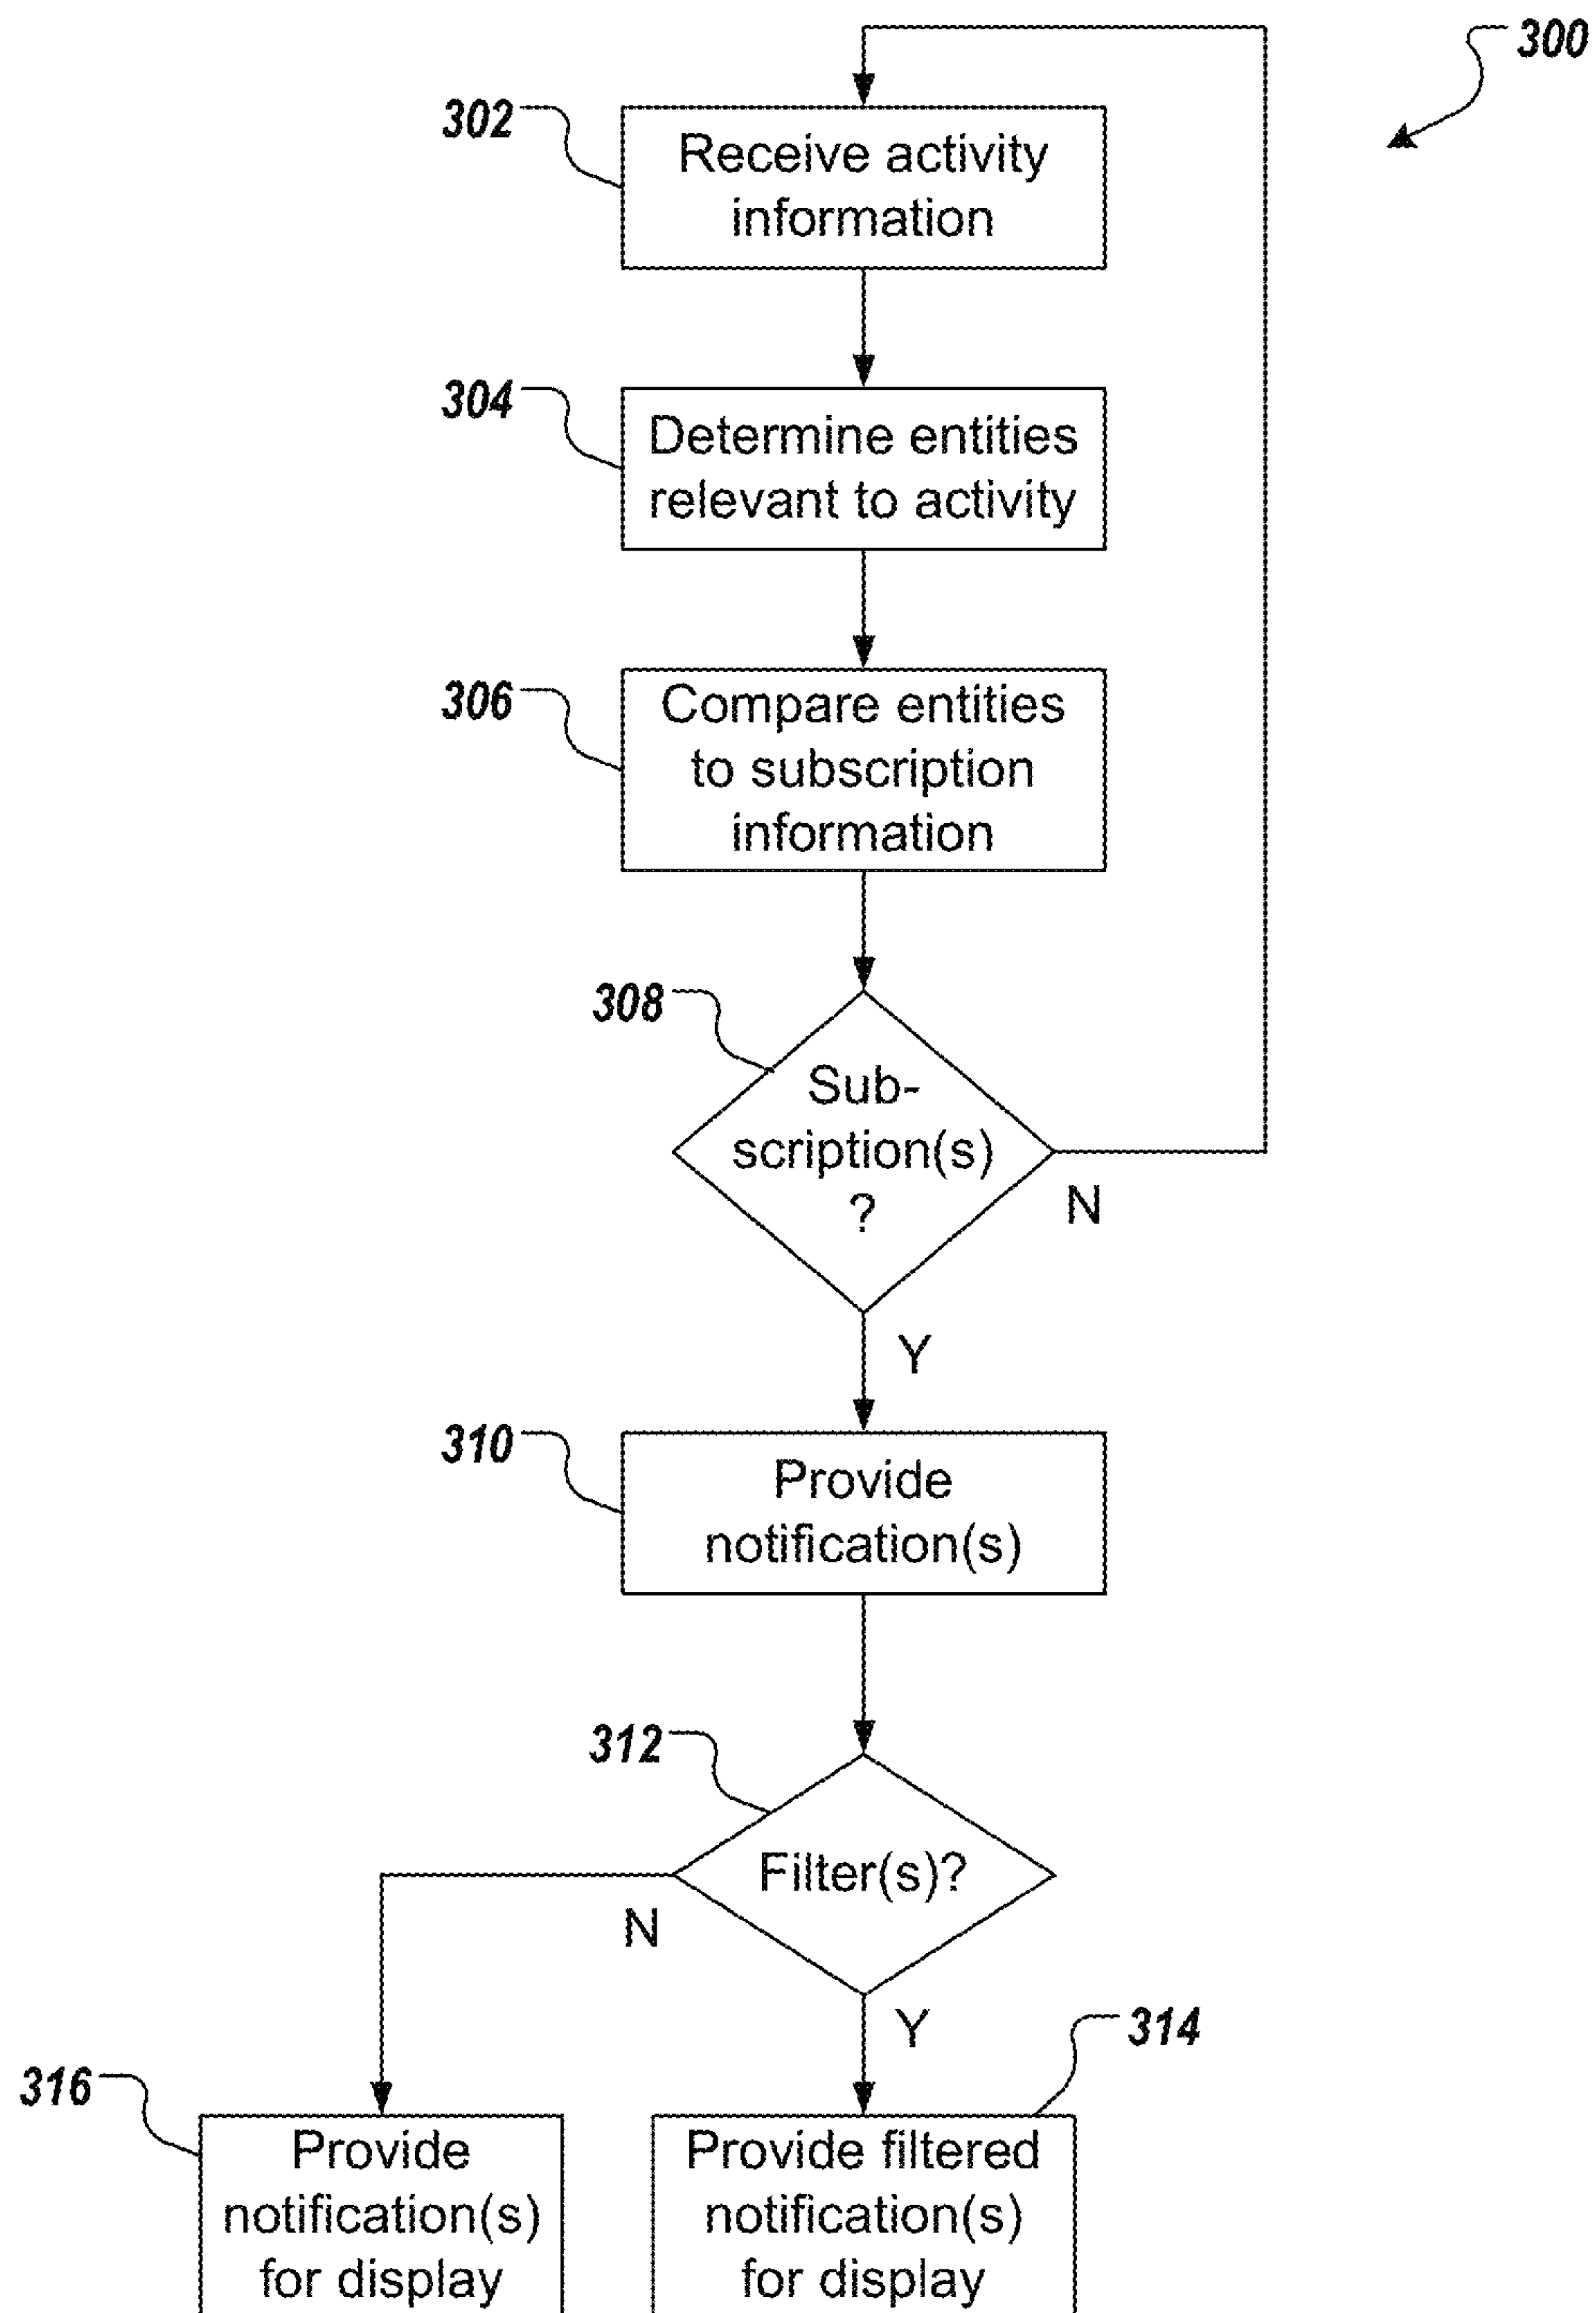 300
302
Receive activity
information
304
Determine entities
relevant to activity
306
Compare entities
to subscription
information
308
Sub-
scription(s)
?
N
Y
310
Provide
notification(s)
312
Filter(s)?
N
Y
314
316
Provide
notification(s)
for display
Provide filtered
notification(s)
for display